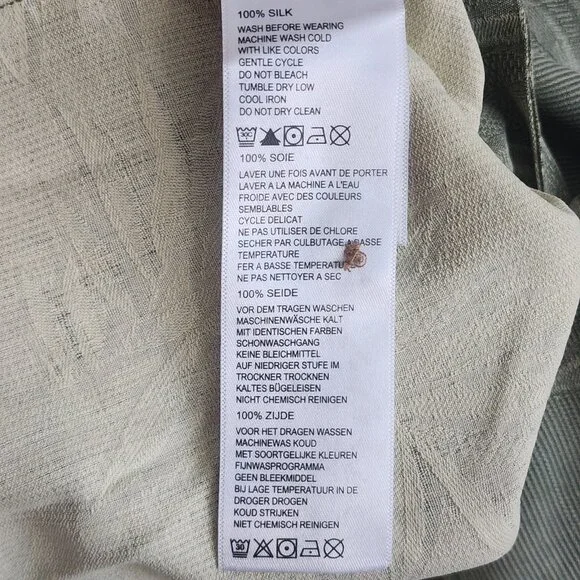 100% SILK
WASH BEFORE WEARING
MACHINE WASH COLD
WITH LIKE COLORS
GENTLE CYCLE
DO NOT BLEACH
TUMBLE DRY LOW
COOL IRON
DO NOT DRY CLEAN
30C
100% SOIE
LAVER UNE FOIS AVANT DE PORTER
LAVER A LA MACHINE A L'EAU
FROIDE AVEC DES COULEURS
SEMBLABLES
CYCLE DELICAT
NE PAS UTILISER DE CHLORE
SECHER PAR CULBUTAGE A BASSE
TEMPERATURE
FER A BASSE TEMPERATU
NE PAS NETTOYER A SEC
100% SEIDE
VOR DEM TRAGEN WASCHEN
MASCHINENWÄSCHE KALT
MIT IDENTISCHEN FARBEN
SCHONWASCHGANG
KEINE BLEICHMITTEL
AUF NIEDRIGER STUFE IM
TROCKNER TROCKNEN
KALTES BÜGELEISEN
NICHT CHEMISCH REINIGEN
100% ZIJDE
VOOR HET DRAGEN WASSEN
MACHINEWAS KOUD
MET SOORTGELIJKE KLEUREN
FIJNWASPROGRAMMA
GEEN BLEEKMIDDEL
BIJ LAGE TEMPERATUUR IN DE
DROGER DROGEN
KOUD STRIJKEN
NIET CHEMISCH REINIGEN
30